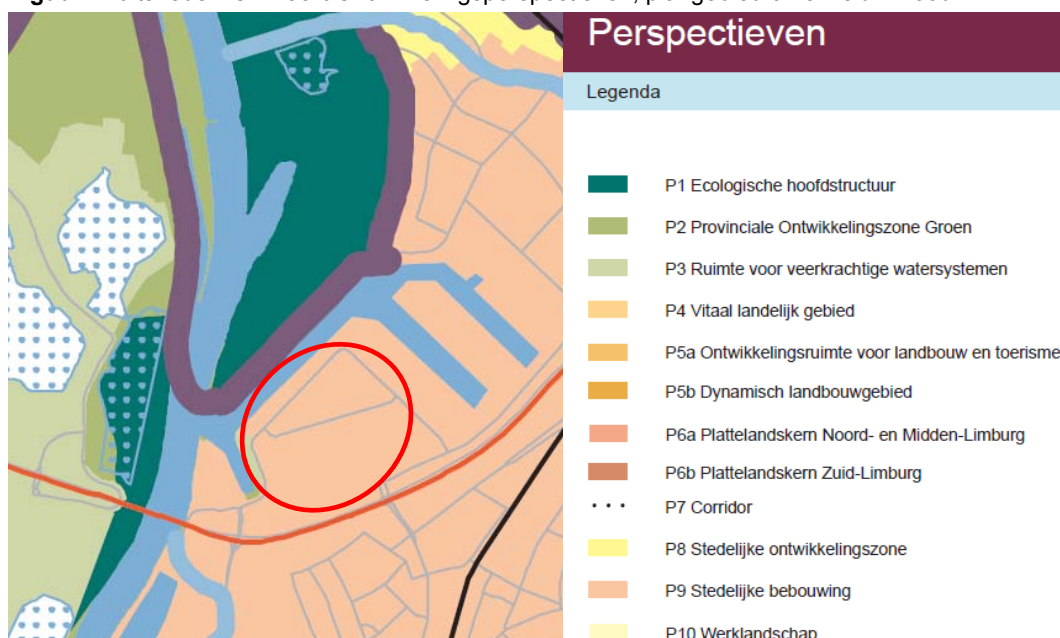 Perspectieven
Legenda
P1 Ecologische hoofdstructuur
P2 Provinciale Ontwikkelingszone Groen
P3 Ruimte voor veerkrachtige watersystemen
P4 Vitaal landelijk gebied
P5a Ontwikkelingsruimte voor landbouw en toerisme
P5b Dynamisch landbouwgebied
P6a Plattelandskern Noord- en Midden-Limburg
P6b Plattelandskern Zuid-Limburg
P7 Corridor
P8 Stedelijke ontwikkelingszone
P9 Stedelijke bebouwing
P10 Werklandschap